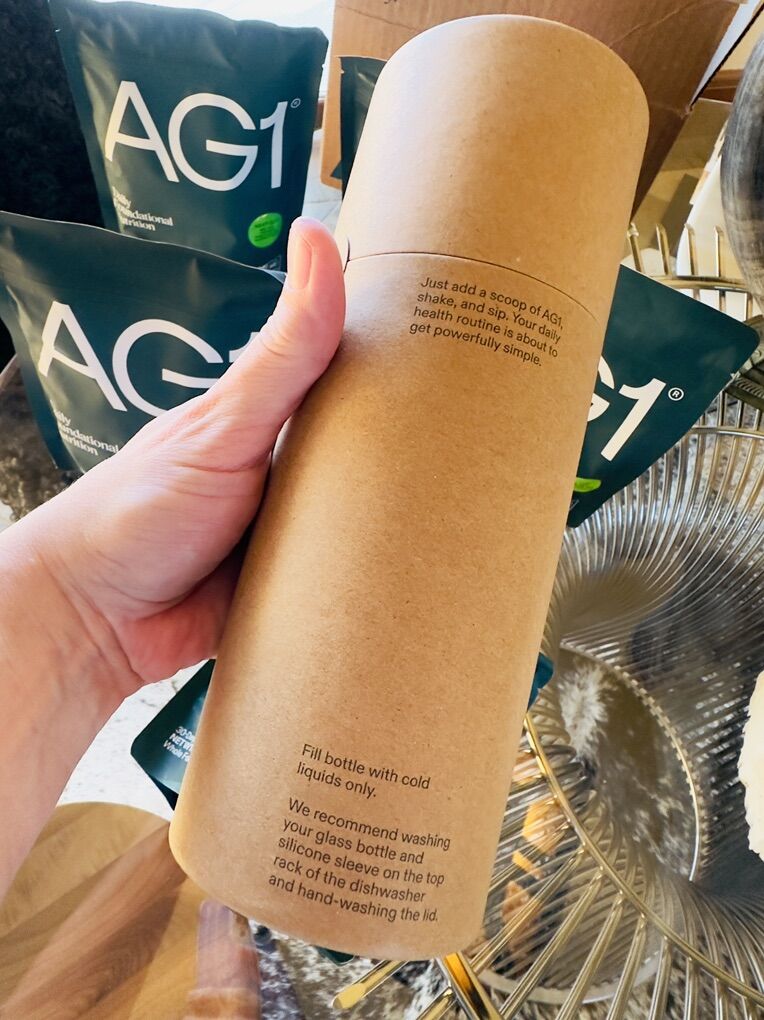 AG1®
Daily
Foundational
Nutrition
AG1
Foundational
Nutrition
G1®
Just add a scoop of AG1,
shake, and sip. Your daily
health routine is about to
get powerfully simple.
Fill bottle with cold
liquids only.
We recommend washing
your glass bottle and
silicone sleeve on the top
rack of the dishwasher
and hand-washing the lid.